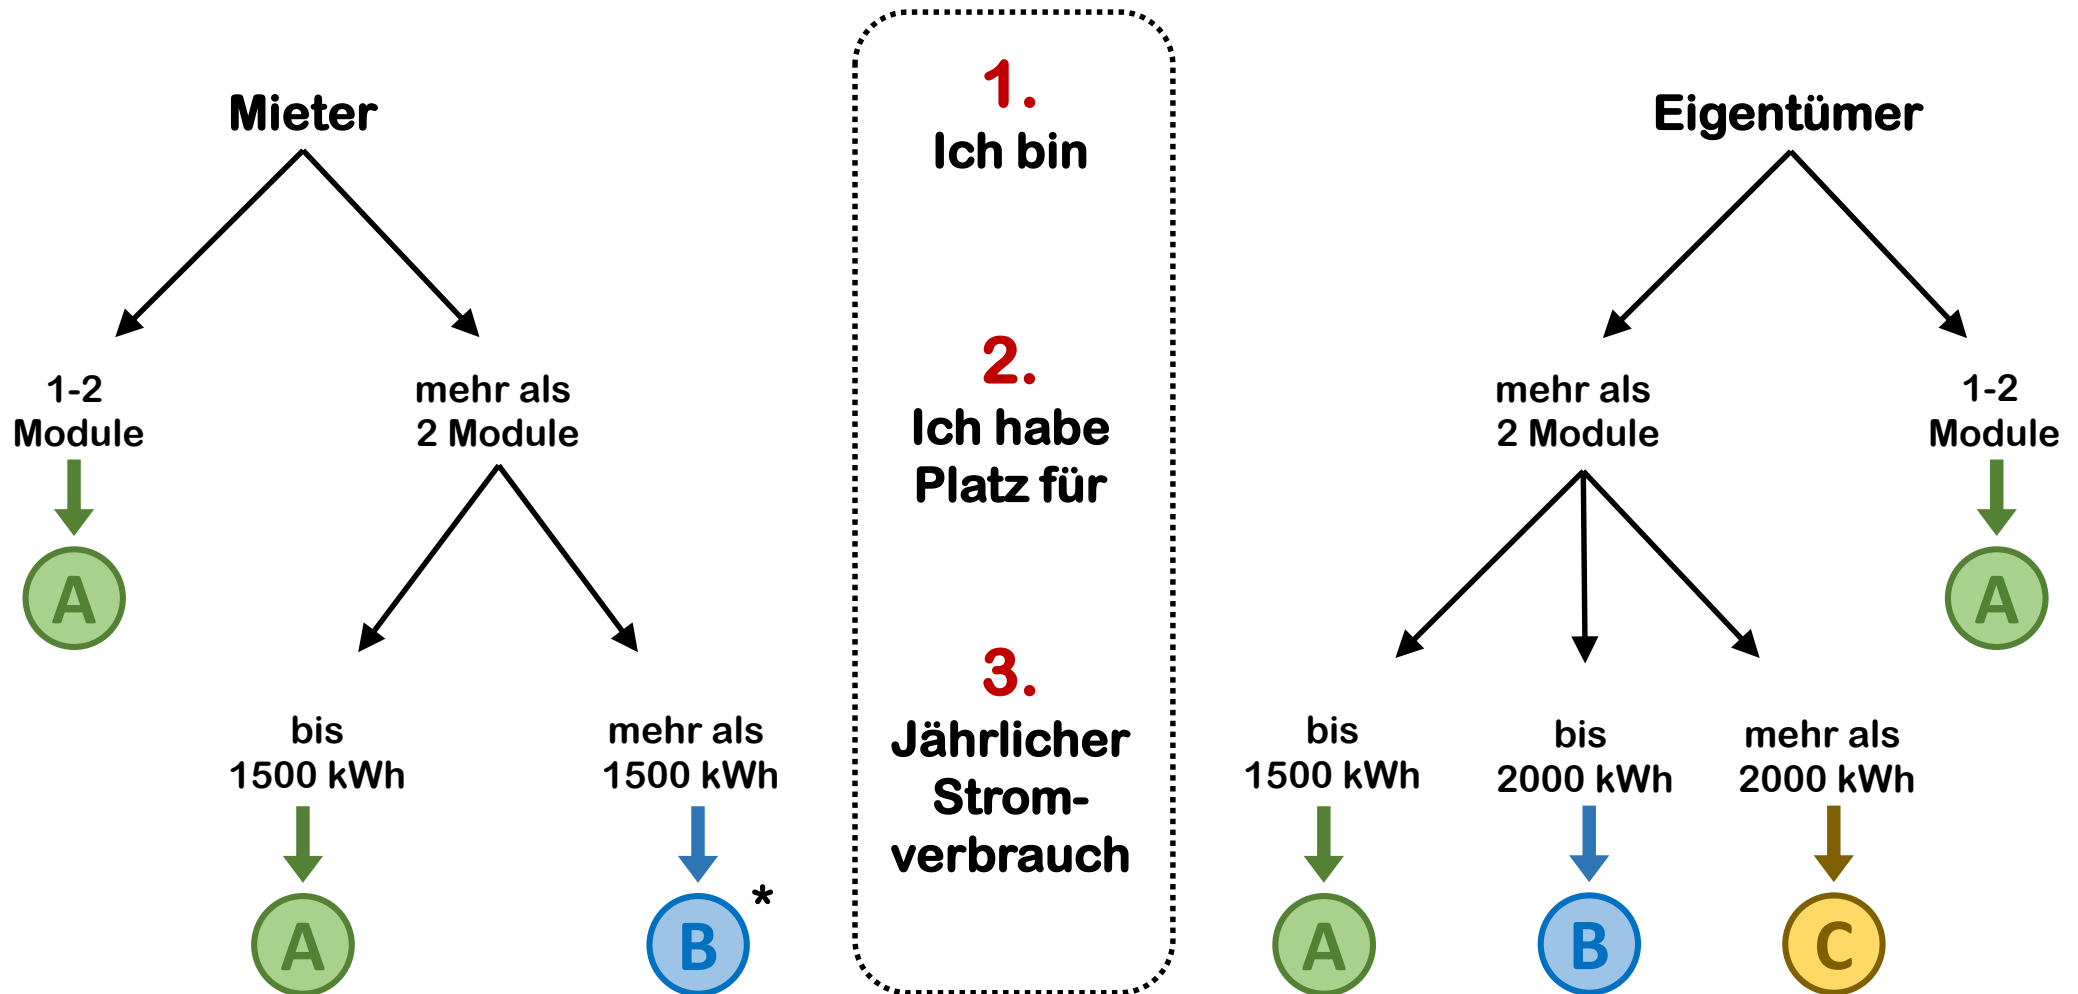 Mieter
1.
Ich bin
Eigentümer
1-2
Module
mehr als
2 Module
2.
Ich habe
Platz für
mehr als
2 Module
1-2
Module
A
A
3.
Jährlicher
Strom-
verbrauch
bis
1500 kWh
mehr als
1500 kWh
bis
1500 kWh
bis
2000 kWh
mehr als
2000 kWh
A
B *
A
B
C